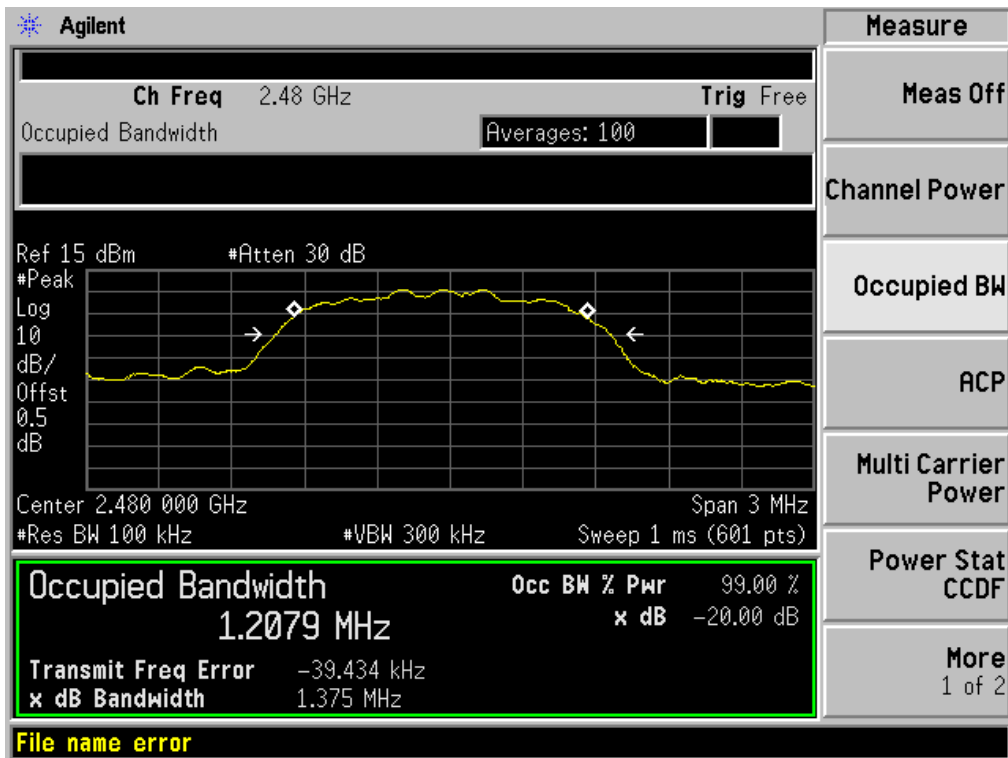 Agilent
Measure
Ch Freq 2.48 GHz Trig Free
Occupied Bandwidth Averages: 100
Ref 15 dBm #Atten 30 dB
#Peak
Log
10
dB/
Offst
0.5
dB
Center 2.480 000 GHz Span 3 MHz
#Res BW 100 kHz #VBW 300 kHz Sweep 1 ms (601 pts)
Occupied Bandwidth Occ BW % Pwr 99.00 %
1.2079 MHz x dB -20.00 dB
Transmit Freq Error -39.434 kHz
x dB Bandwidth 1.375 MHz
File name error
Meas Off
Channel Power
Occupied BW
ACP
Multi Carrier
Power
Power Stat
CCDF
More
1 of 2